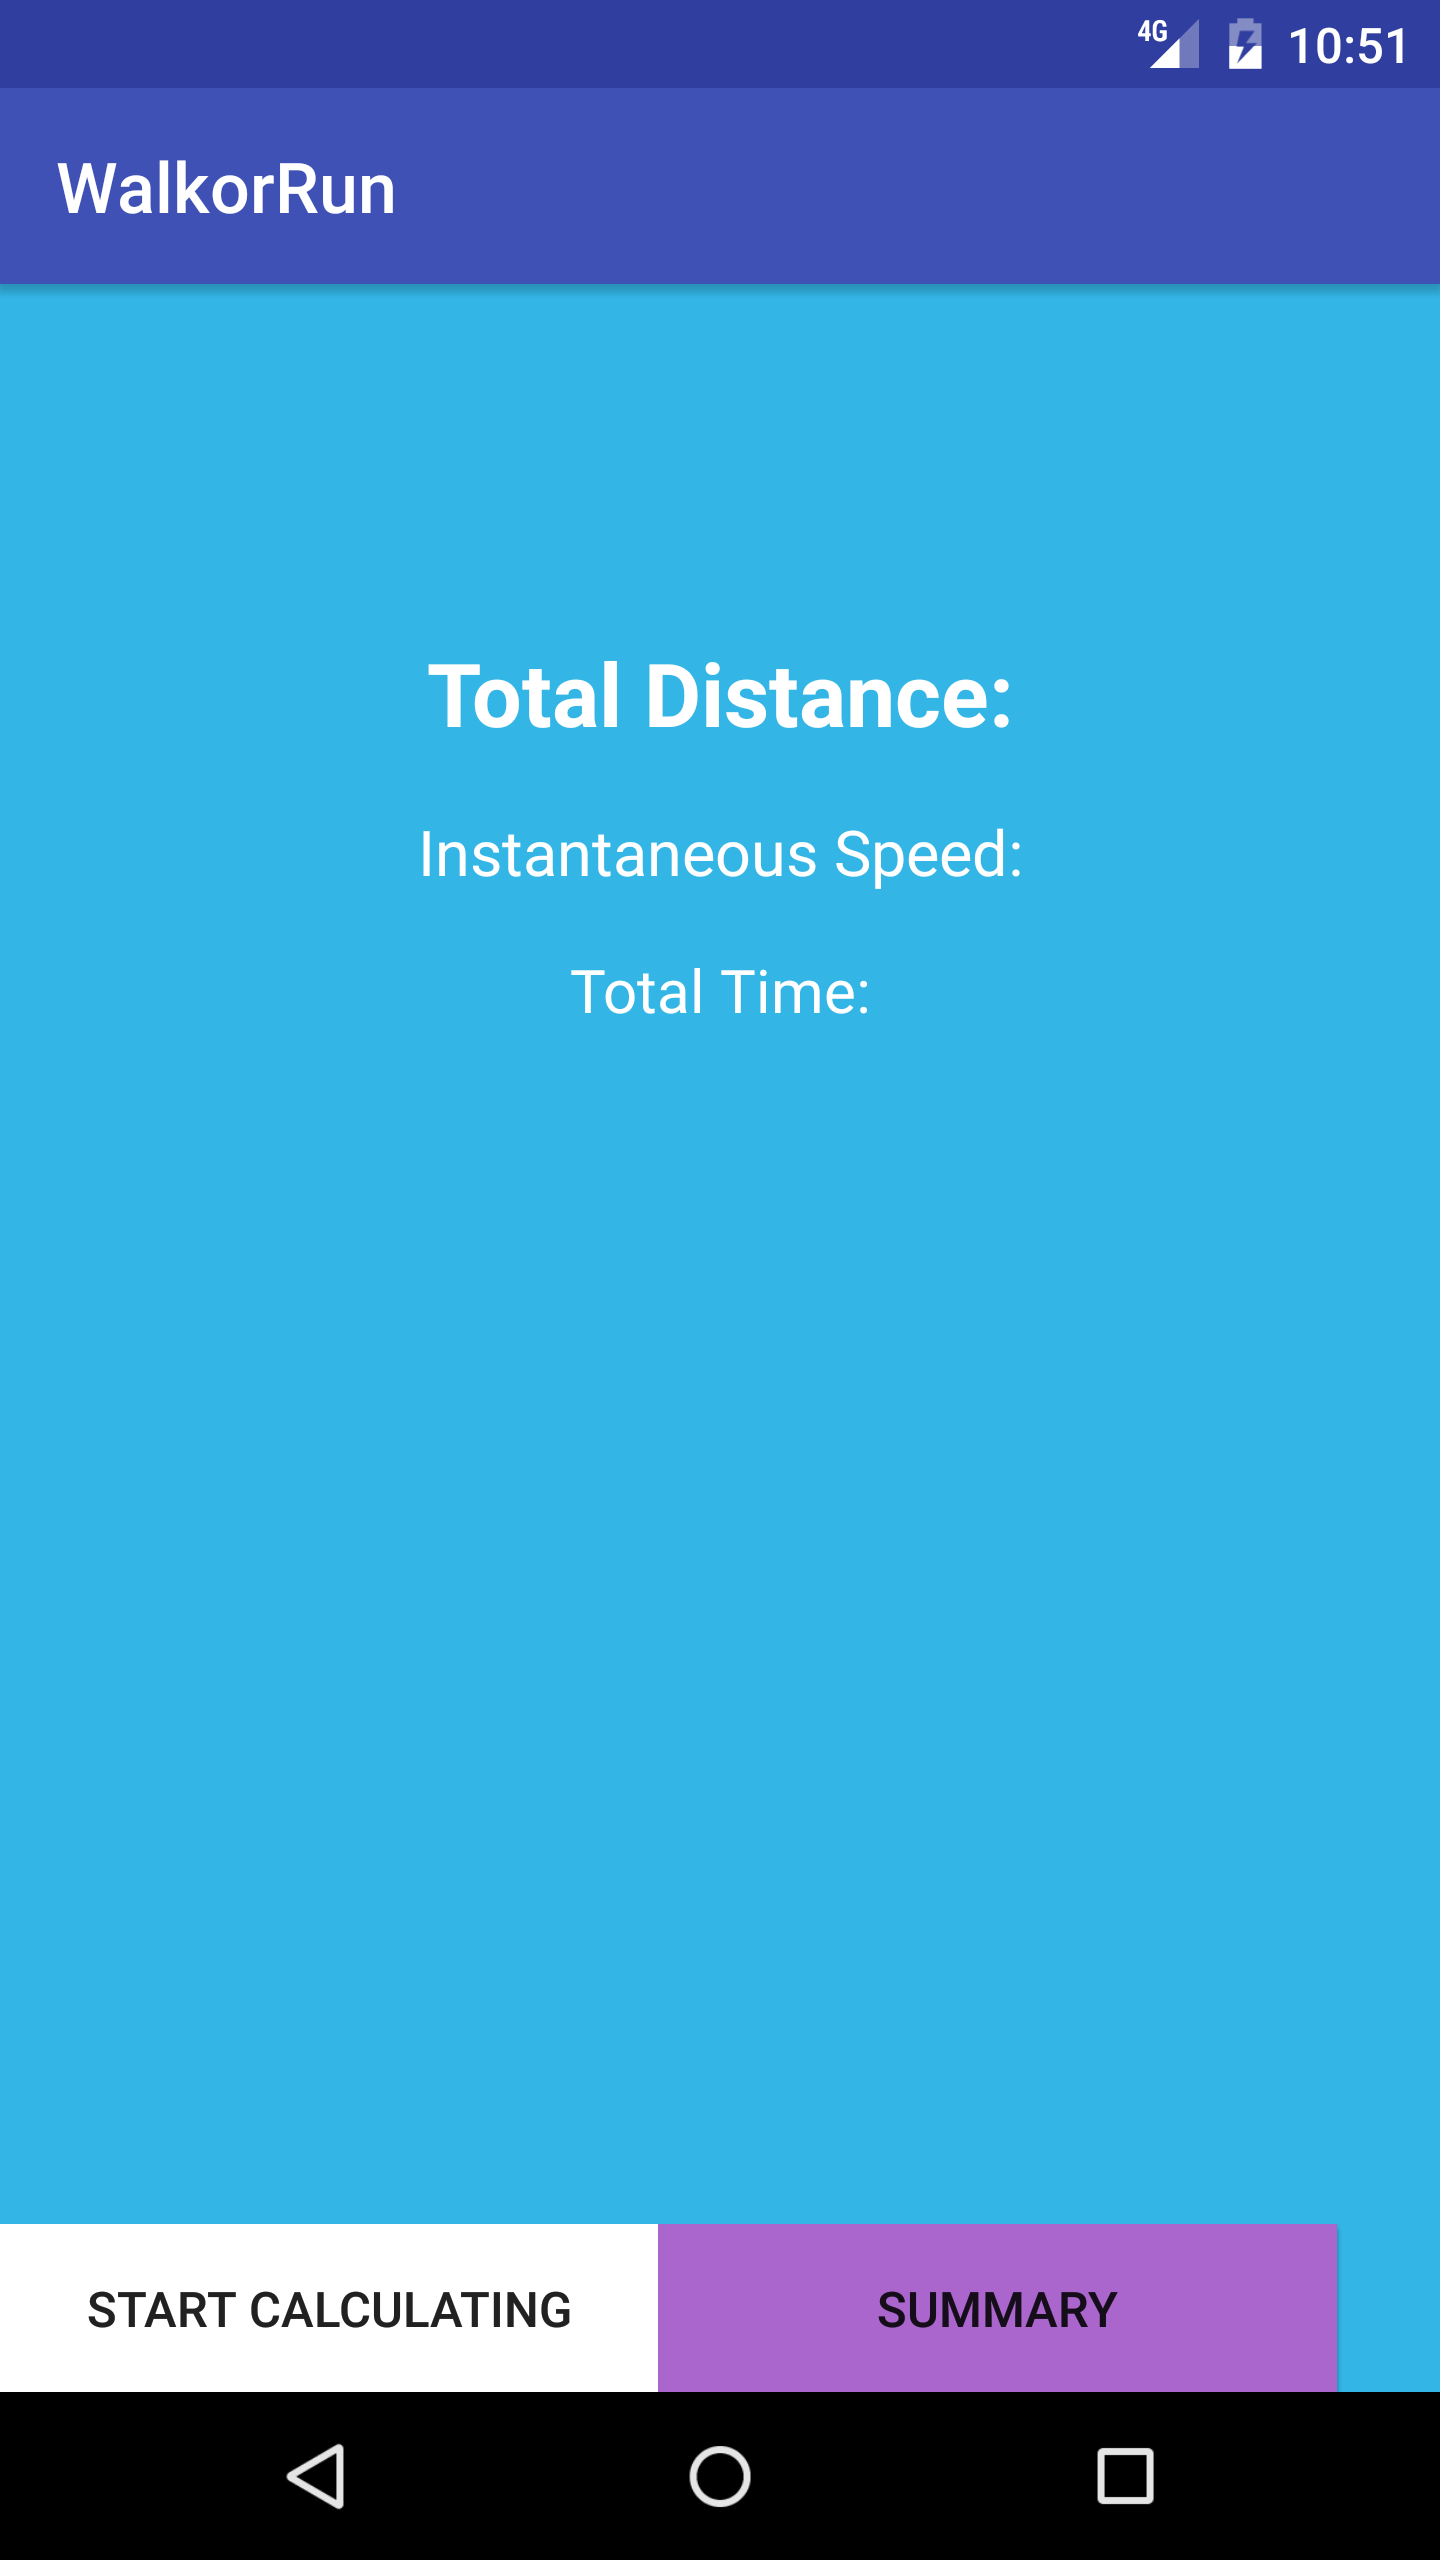 4G 10:51
WalkorRun
Total Distance:
Instantaneous Speed:
Total Time:
START CALCULATING SUMMARY